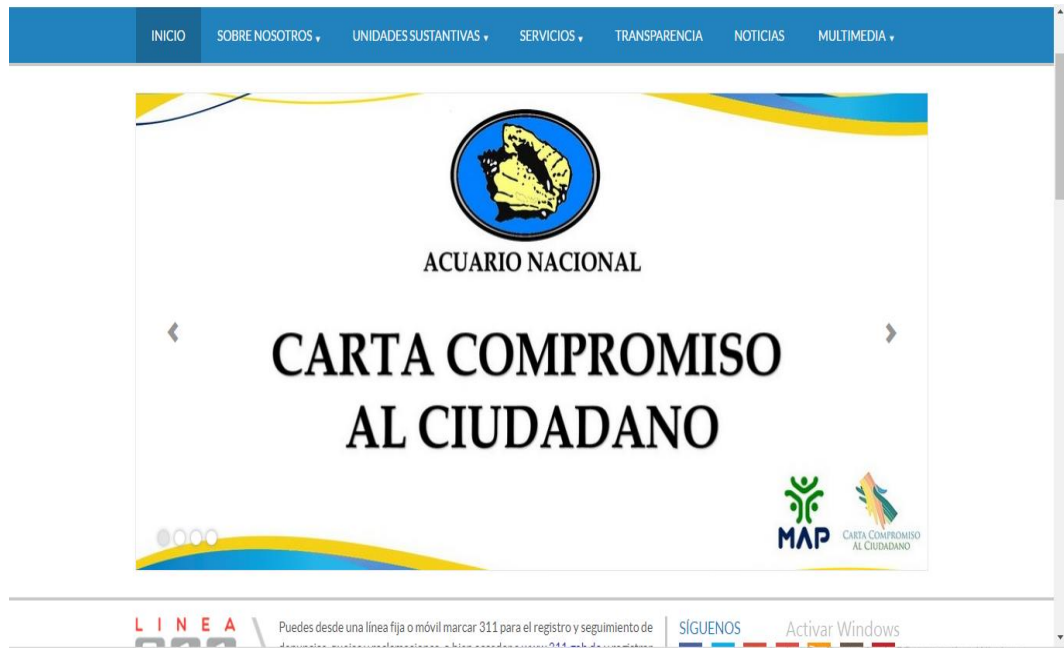 INICIO SOBRE NOSOTROS UNIDADES SUSTANTIVAS SERVICIOS TRANSPARENCIA NOTICIAS MULTIMEDIA
ACUARIO NACIONAL
CARTA COMPROMISO
AL CIUDADANO
MAP
CARTA COMPROMISO
AL CIUDADANO
LINEA
Puedes desde una línea fija o móvil marcar 311 para el registro y seguimiento de
SÍGUENOS
Activar Windows